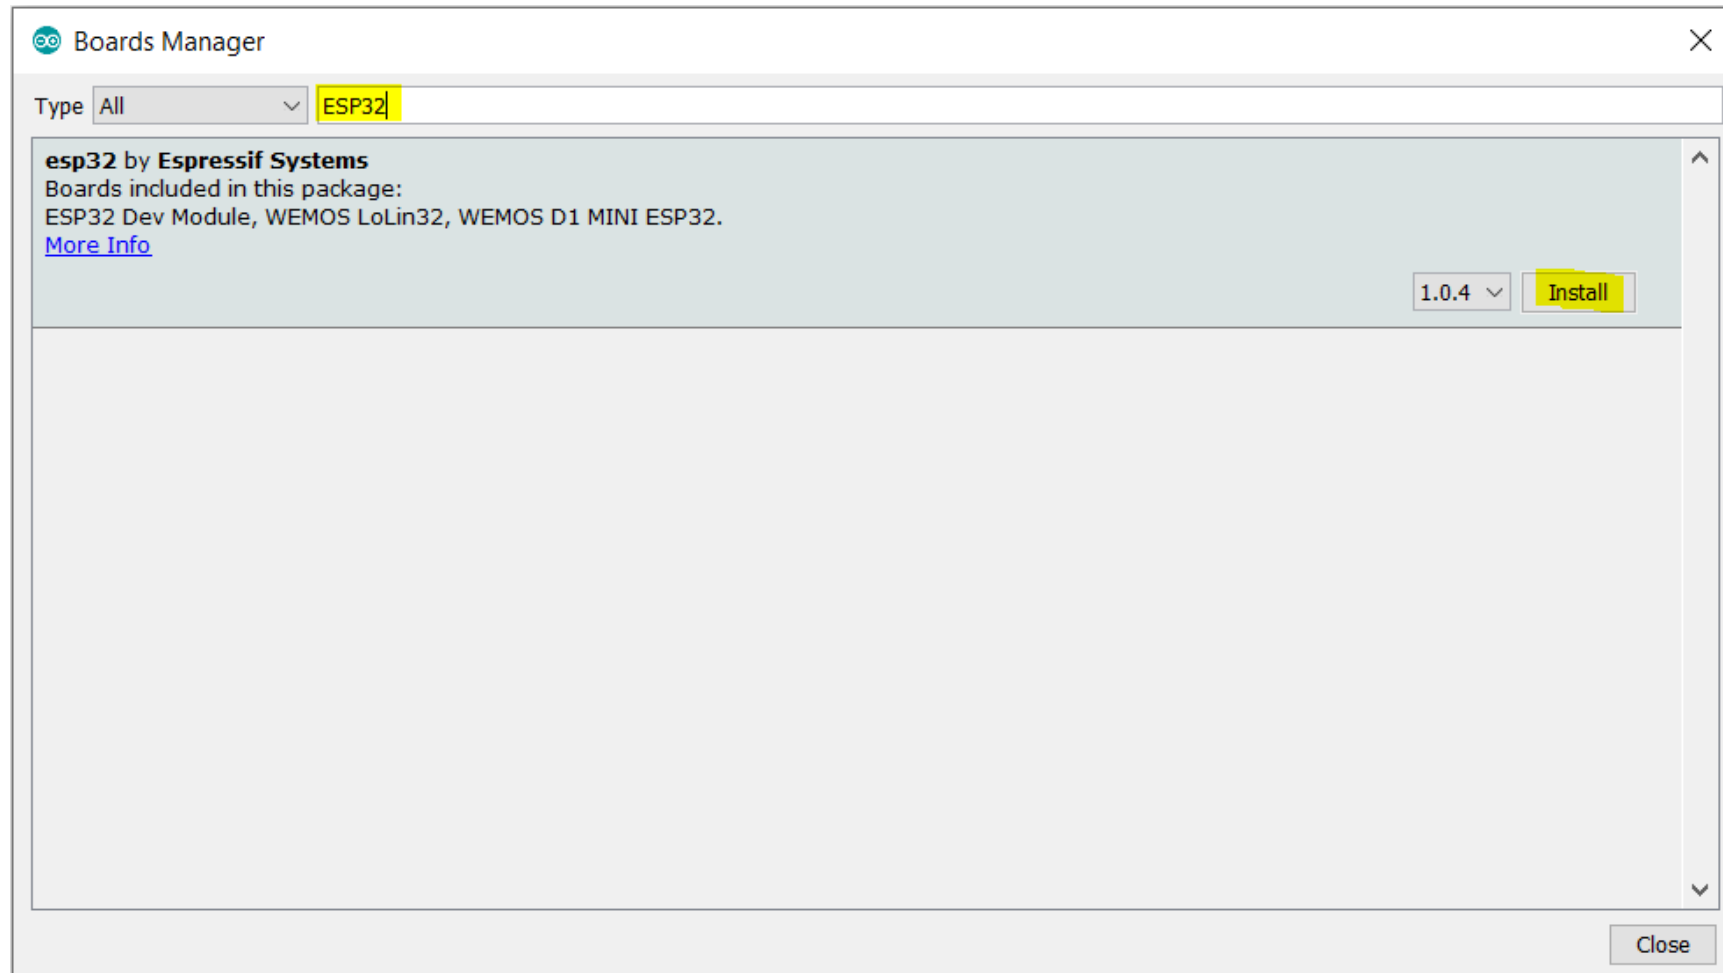 Boards Manager
Type All ESP32
esp32 by Espressif Systems
Boards included in this package:
ESP32 Dev Module, WEMOS LoLin32, WEMOS D1 MINI ESP32.
More Info
1.0.4 Install
Close